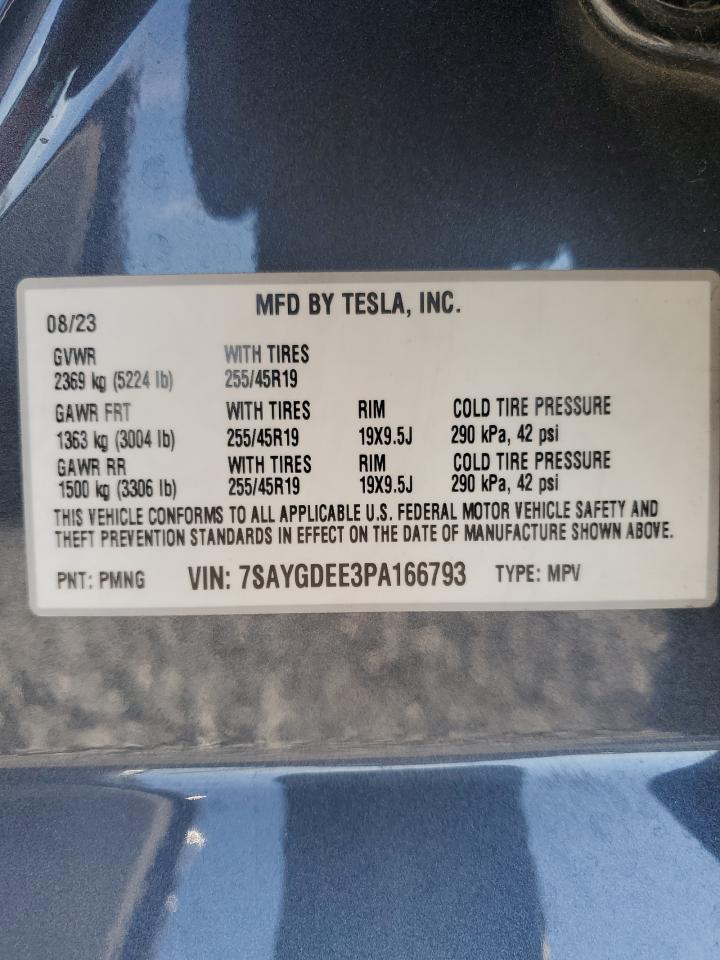 MFD BY TESLA, INC.
08/23
GVWR WITH TIRES
2369 kg (5224 lb) 255/45R19
GAWR FRT WITH TIRES RIM COLD TIRE PRESSURE
1363 kg (3004 lb) 255/45R19 19X9.5J 290 kPa, 42 psi
GAWR RR WITH TIRES RIM COLD TIRE PRESSURE
1500 kg (3306 lb) 255/45R19 19X9.5J 290 kPa, 42 psi
THIS VEHICLE CONFORMS TO ALL APPLICABLE U.S. FEDERAL MOTOR VEHICLE SAFETY AND
THEFT PREVENTION STANDARDS IN EFFECT ON THE DATE OF MANUFACTURE SHOWN ABOVE.
PNT: PMNG VIN: 7SAYGDEE3PA166793 TYPE: MPV